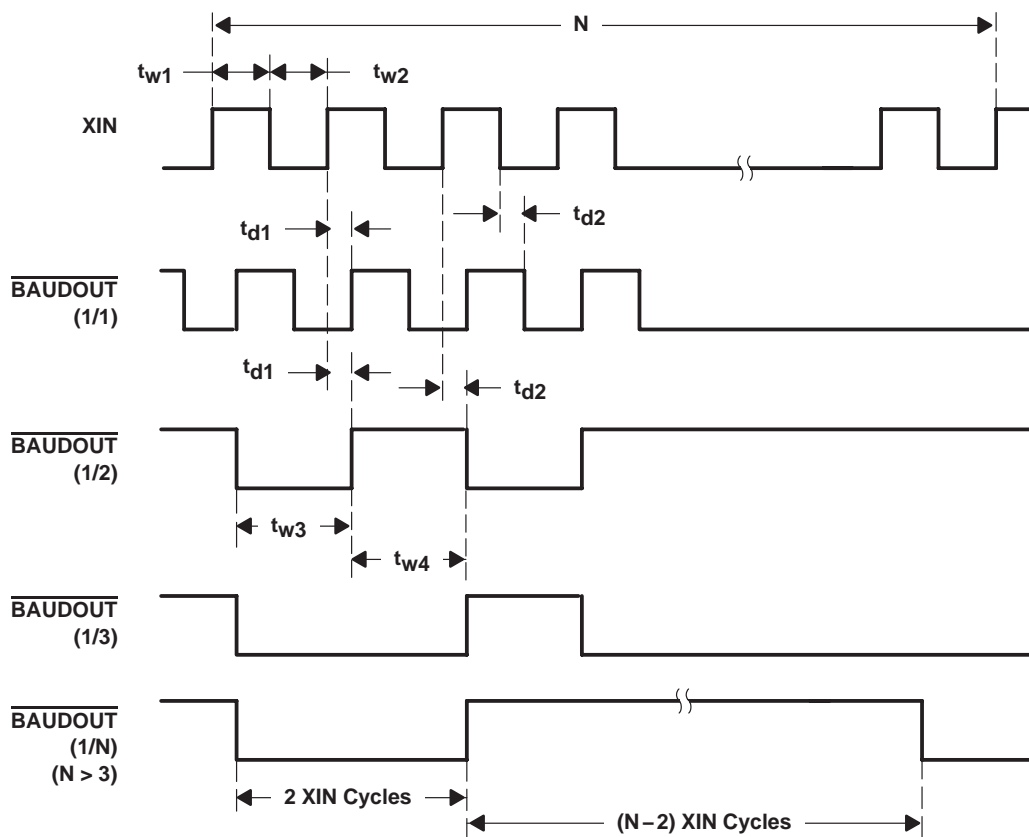 N
tw1
tw2
XIN
td1
td2
BAUDOUT
(1/1)
td1
td2
BAUDOUT
(1/2)
tw3
tw4
BAUDOUT
(1/3)
BAUDOUT
(1/N)
(N > 3)
2 XIN Cycles
(N−2) XIN Cycles